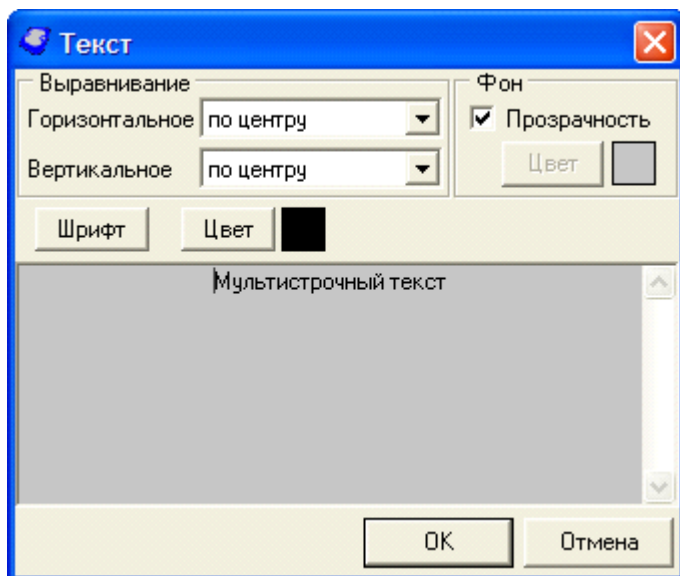 Текст
Выравнивание
Горизонтальное по центру
Вертикальное по центру
Фон
Прозрачность
Цвет
Шрифт Цвет
Мультистрочный текст
OK Отмена